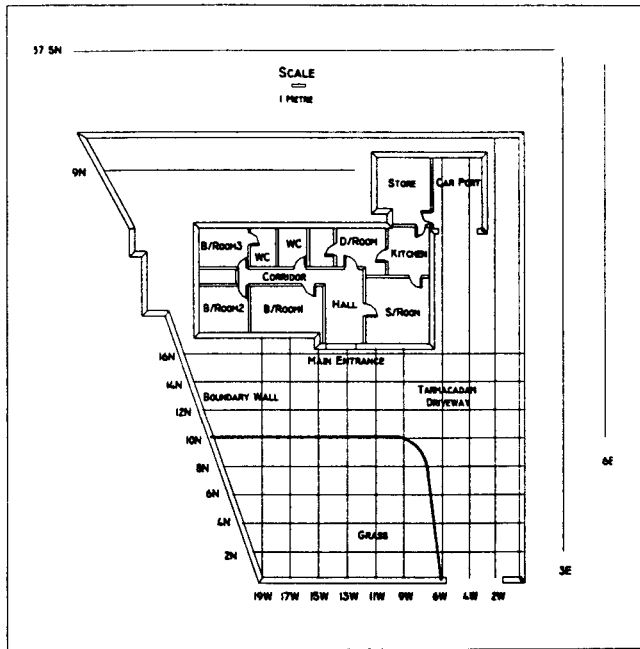 37 5N
SCALE
1 METRE
9N
STORE
CAR PORT
B/ROOM3
WC
WC
D/ROOM
KITCHEN
CORRIDOR
B/ROOM2
B/ROOM1
HALL
S/ROOM
MAIN ENTRANCE
16N
14N
BOUNDARY WALL
TARMACADAM
DRIVEWAY
12N
10N
8N
6E
6N
4N
GRASS
2N
3E
19W 17W 15W 13W 11W 9W 6W 4W 2W